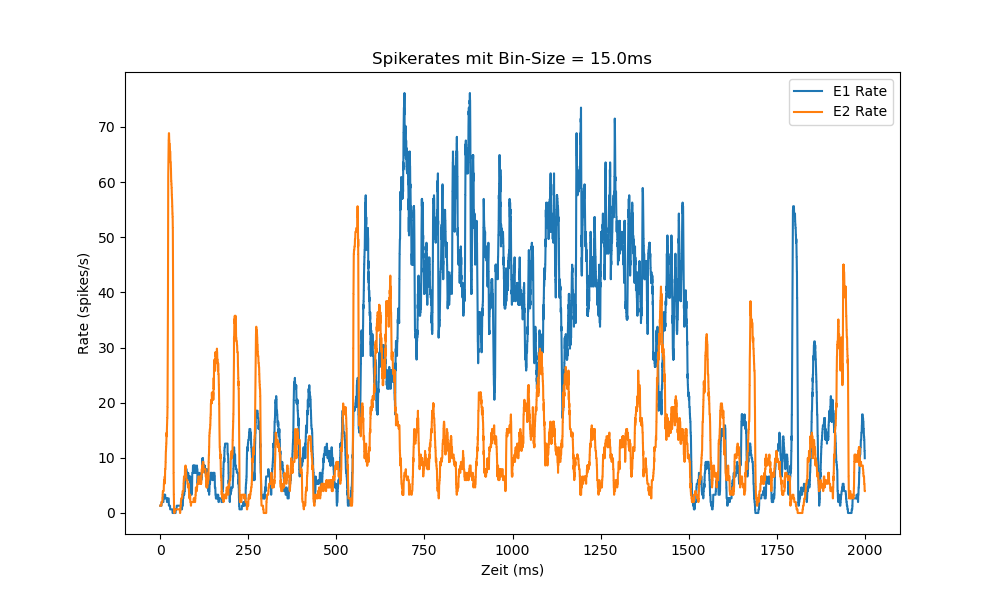 Spikerates mit Bin-Size = 15.0ms
E1 Rate
E2 Rate
Rate (spikes/s)
70
60
50
40
30
20
10
0
0 250 500 750 1000 1250 1500 1750 2000
Zeit (ms)